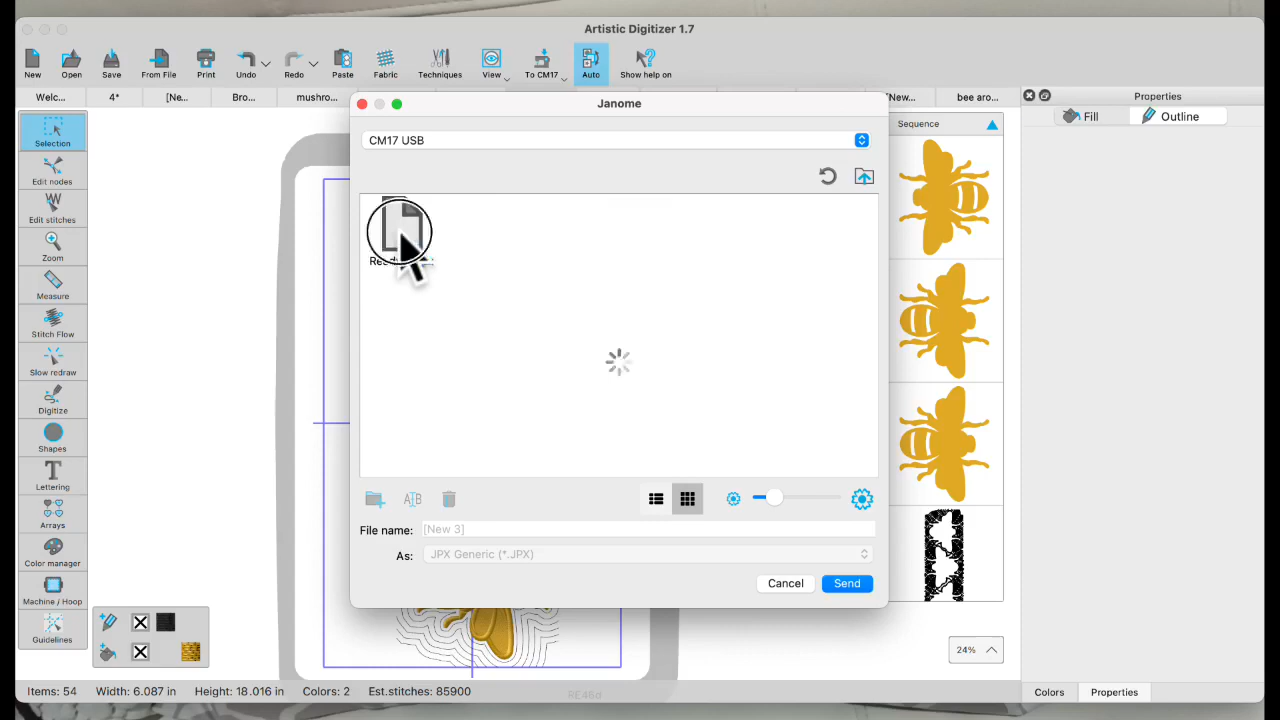 Artistic Digitizer 1.7
New Open Save From File Print Undo Redo Paste Fabric Techniques View To CM17 Auto Show help on
Welc... 4* [Ne... Bro... mushro... [New... bee aro...
Properties
Fill Outline
Janome
CM17 USB
Sequence
Selection
Edit nodes
Edit stitches
Zoom
Measure
Stitch Flow
Slow redraw
Digitize
Shapes
Lettering
Arrays
Color manager
Machine / Hoop
Guidelines
File name: [New 3]
As: JPX Generic (*.JPX)
Cancel Send
24%
Items: 54 Width: 6.087 in Height: 18.016 in Colors: 2 Est.stitches: 85900
Colors Properties